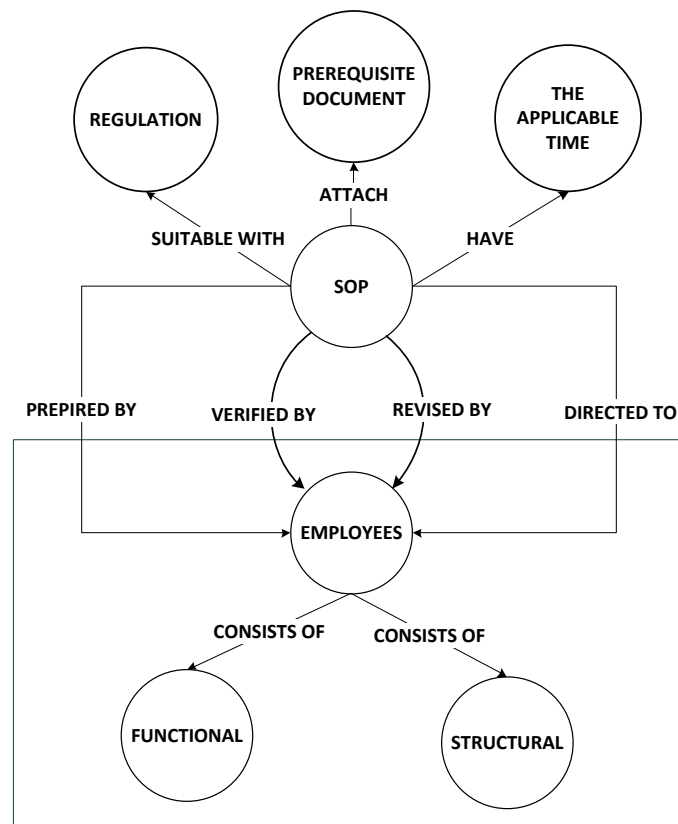 PREREQUISITE
DOCUMENT
REGULATION
THE
APPLICABLE
TIME
ATTACH
SUITABLE WITH
HAVE
SOP
PREPIRED BY
VERIFIED BY
REVISED BY
DIRECTED TO
EMPLOYEES
CONSISTS OF
CONSISTS OF
FUNCTIONAL
STRUCTURAL